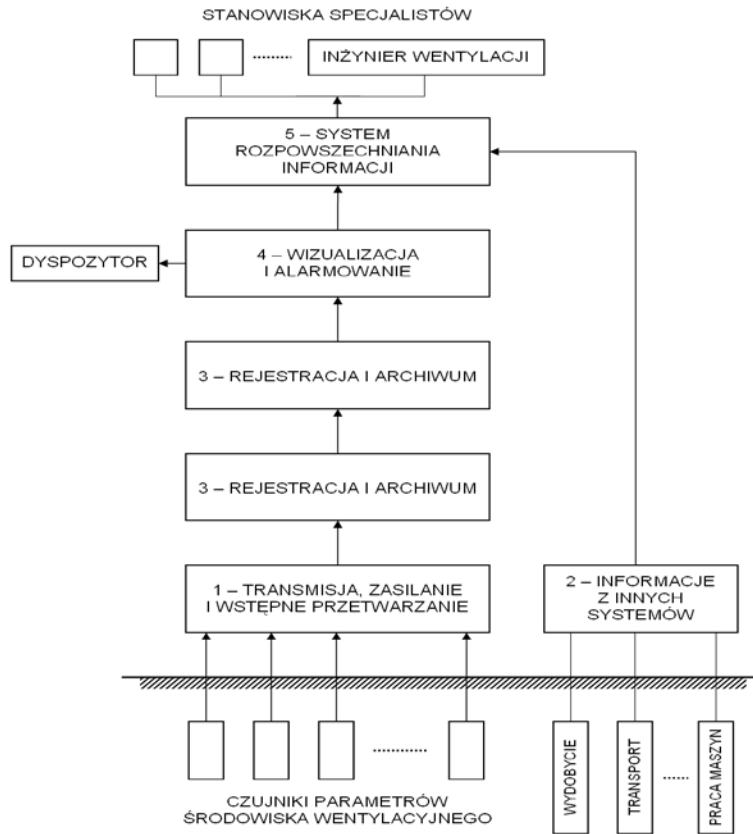 STANOWISKA SPECJALISTÓW
INŻYNIER WENTYLACJI
5 – SYSTEM
ROZPOWSZECHNIANIA
INFORMACJI
4 – WIZUALIZACJA
I ALARMOWANIE
DYSPOZYTOR
3 – REJESTRACJA I ARCHIWUM
3 – REJESTRACJA I ARCHIWUM
1 – TRANSMISJA, ZASILANIE
I WSTĘPNE PRZETWARZANIE
2 – INFORMACJE
Z INNYCH
SYSTEMÓW
WYDOBYCIE
TRANSPORT
PRACA MASZYN
CZUJNIKI PARAMETRÓW
ŚRODOWISKA WENTYLACYJNEGO